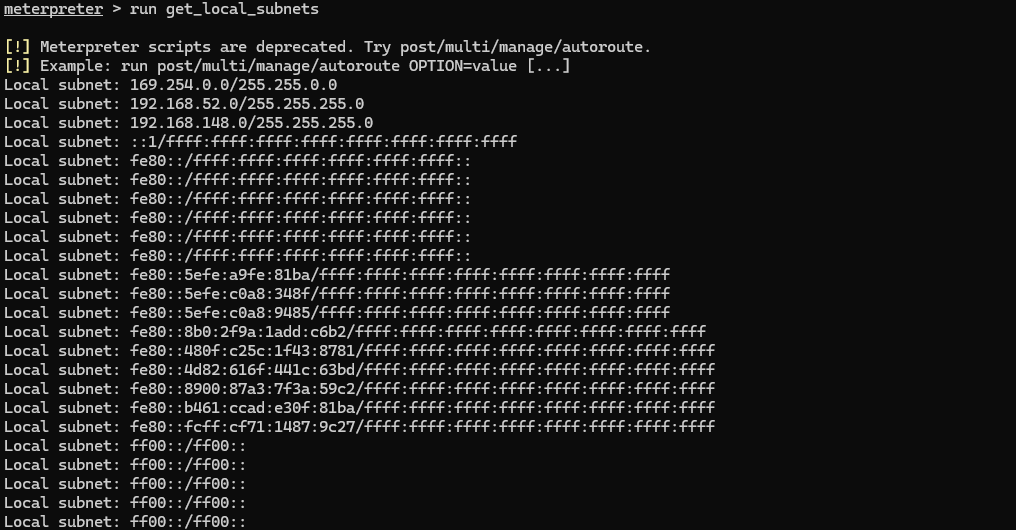 meterpreter > run get_local_subnets
[!] Meterpreter scripts are deprecated. Try post/multi/manage/autoroute.
[!] Example: run post/multi/manage/autoroute OPTION=value [...]
Local subnet: 169.254.0.0/255.255.0.0
Local subnet: 192.168.52.0/255.255.255.0
Local subnet: 192.168.148.0/255.255.255.0
Local subnet: ::1/ffff:ffff:ffff:ffff:ffff:ffff:ffff:ffff
Local subnet: fe80::/ffff:ffff:ffff:ffff:ffff:ffff::
Local subnet: fe80::/ffff:ffff:ffff:ffff:ffff:ffff::
Local subnet: fe80::/ffff:ffff:ffff:ffff:ffff:ffff::
Local subnet: fe80::/ffff:ffff:ffff:ffff:ffff:ffff::
Local subnet: fe80::/ffff:ffff:ffff:ffff:ffff:ffff::
Local subnet: fe80::/ffff:ffff:ffff:ffff:ffff:ffff::
Local subnet: fe80::5efe:a9fe:81ba/ffff:ffff:ffff:ffff:ffff:ffff:ffff:ffff
Local subnet: fe80::5efe:c0a8:348f/ffff:ffff:ffff:ffff:ffff:ffff:ffff:ffff
Local subnet: fe80::5efe:c0a8:9485/ffff:ffff:ffff:ffff:ffff:ffff:ffff:ffff
Local subnet: fe80::8b0:2f9a:1add:c6b2/ffff:ffff:ffff:ffff:ffff:ffff:ffff:ffff
Local subnet: fe80::480f:c25c:1f43:8781/ffff:ffff:ffff:ffff:ffff:ffff:ffff:ffff
Local subnet: fe80::4d82:616f:441c:63bd/ffff:ffff:ffff:ffff:ffff:ffff:ffff:ffff
Local subnet: fe80::8900:87a3:7f3a:59c2/ffff:ffff:ffff:ffff:ffff:ffff:ffff:ffff
Local subnet: fe80::b461:ccad:e30f:81ba/ffff:ffff:ffff:ffff:ffff:ffff:ffff:ffff
Local subnet: fe80::fcff:cf71:1487:9c27/ffff:ffff:ffff:ffff:ffff:ffff:ffff:ffff
Local subnet: ff00::/ff00::
Local subnet: ff00::/ff00::
Local subnet: ff00::/ff00::
Local subnet: ff00::/ff00::
Local subnet: ff00::/ff00::